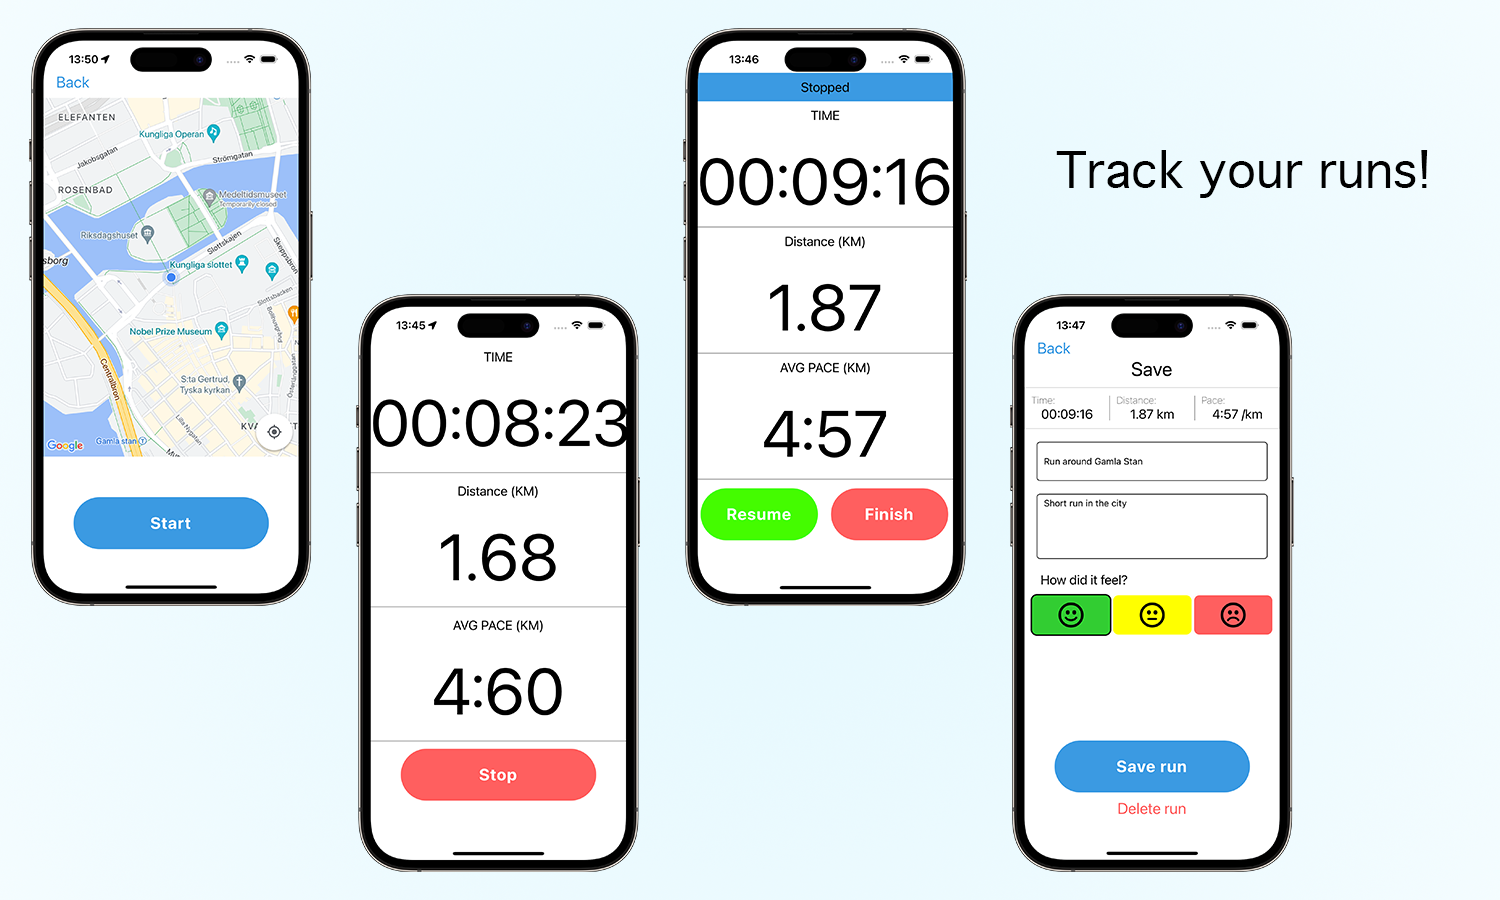 13:50
Back
ELEFANTEN
Kungliga Operan
Jakobsgatan
Strömgatan
ROSENBAD
Medeltidsmuseet
Temporarily closed
Riksdagshuset
Slottskajen
Skeppsbron
sborg
Kungliga slottet
Slottsbacken
Bollhusgränd
Nobel Prize Museum
Centralbron
S:ta Gertrud,
Tyska kyrkan
Österlånggatan
Lilla Nygatan
KVA
Google
Gamla stan
Start
13:45
TIME
00:08:23
Distance (KM)
1.68
AVG PACE (KM)
4:60
Stop
13:46
Stopped
TIME
00:09:16
Distance (KM)
1.87
AVG PACE (KM)
4:57
Resume
Finish
Track your runs!
13:47
Back
Save
Time: Distance: Pace:
00:09:16 1.87 km 4:57 /km
Run around Gamla Stan
Short run in the city
How did it feel?
Save run
Delete run